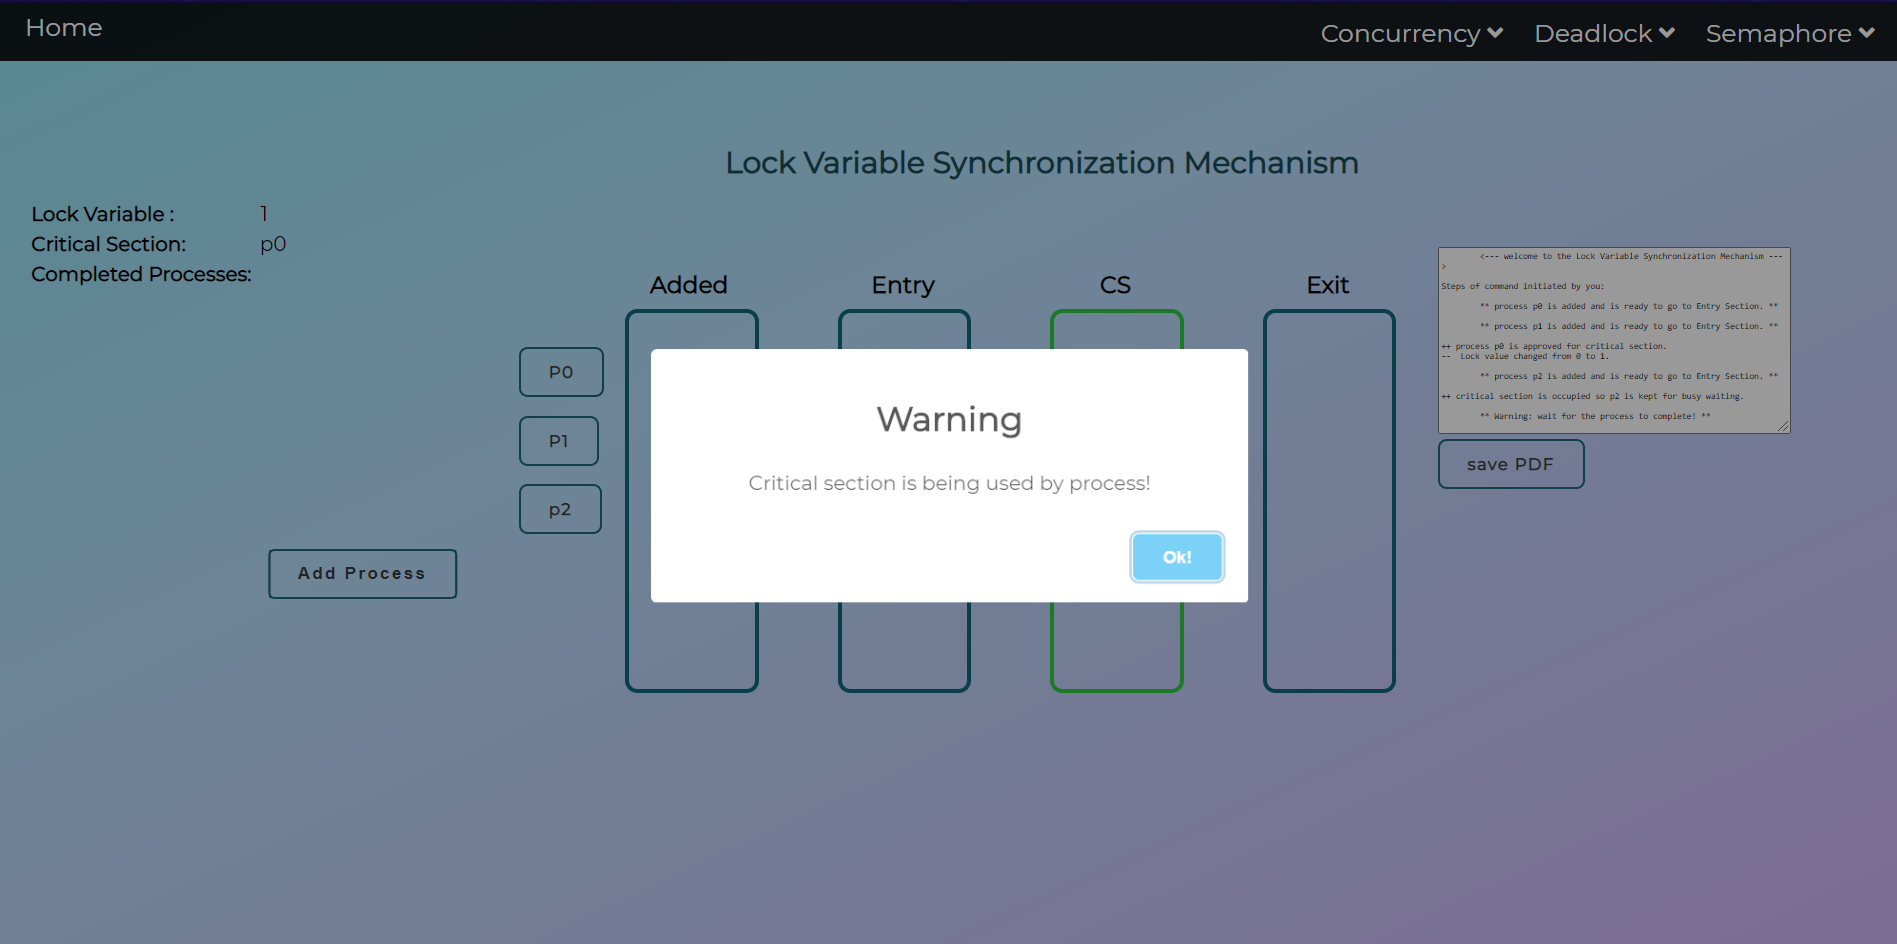 Home
Concurrency
Deadlock
Semaphore
Lock Variable Synchronization Mechanism
Lock Variable : 1
Critical Section: p0
Completed Processes:
Added
Entry
CS
Exit
P0
P1
p2
Add Process
Warning
Critical section is being used by process!
Ok!
<--- welcome to the Lock Variable Synchronization Mechanism ---
>
Steps of command initiated by you:
** process p0 is added and is ready to go to Entry Section. **
** process p1 is added and is ready to go to Entry Section. **
++ process p0 is approved for critical section.
-- Lock value changed from 0 to 1.
** process p2 is added and is ready to go to Entry Section. **
++ critical section is occupied so p2 is kept for busy waiting.
** Warning: wait for the process to complete! **
save PDF